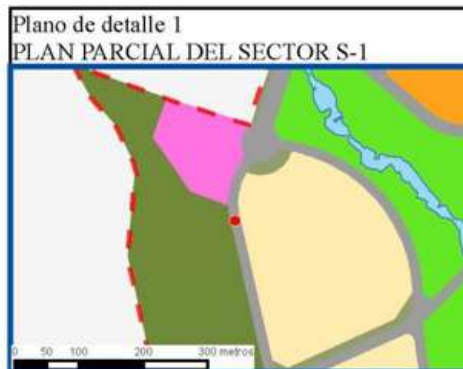 Plano de detalle 1
PLAN PARCIAL DEL SECTOR S-1
0 50 100 200 300 metros